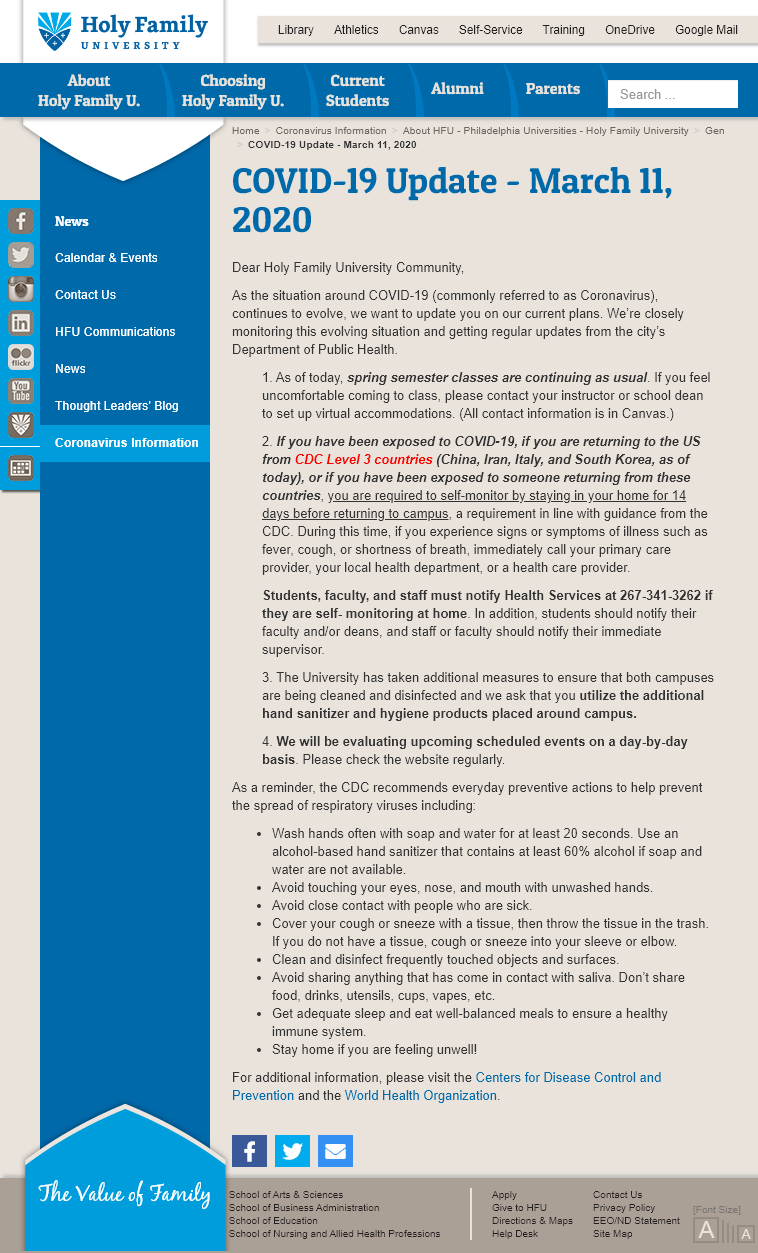 Holy Family
UNIVERSITY
Library Athletics Canvas Self-Service Training OneDrive Google Mail
About
Holy Family U.
Choosing
Holy Family U.
Current
Students
Alumni
Parents
Search ...
Home > Coronavirus Information > About HFU - Philadelphia Universities - Holy Family University > Gen
> COVID-19 Update - March 11, 2020
News
Calendar & Events
Contact Us
HFU Communications
News
Thought Leaders' Blog
Coronavirus Information
flickr
You
Tube
COVID-19 Update - March 11,
2020
Dear Holy Family University Community,
As the situation around COVID-19 (commonly referred to as Coronavirus),
continues to evolve, we want to update you on our current plans. We're closely
monitoring this evolving situation and getting regular updates from the city's
Department of Public Health.
1. As of today, spring semester classes are continuing as usual. If you feel
uncomfortable coming to class, please contact your instructor or school dean
to set up virtual accommodations. (All contact information is in Canvas.)
2. If you have been exposed to COVID-19, if you are returning to the US
from CDC Level 3 countries (China, Iran, Italy, and South Korea, as of
today), or if you have been exposed to someone returning from these
countries, you are required to self-monitor by staying in your home for 14
days before returning to campus, a requirement in line with guidance from the
CDC. During this time, if you experience signs or symptoms of illness such as
fever, cough, or shortness of breath, immediately call your primary care
provider, your local health department, or a health care provider.
Students, faculty, and staff must notify Health Services at 267-341-3262 if
they are self- monitoring at home. In addition, students should notify their
faculty and/or deans, and staff or faculty should notify their immediate
supervisor.
3. The University has taken additional measures to ensure that both campuses
are being cleaned and disinfected and we ask that you utilize the additional
hand sanitizer and hygiene products placed around campus.
4. We will be evaluating upcoming scheduled events on a day-by-day
basis. Please check the website regularly.
As a reminder, the CDC recommends everyday preventive actions to help prevent
the spread of respiratory viruses including:
• Wash hands often with soap and water for at least 20 seconds. Use an
alcohol-based hand sanitizer that contains at least 60% alcohol if soap and
water are not available.
• Avoid touching your eyes, nose, and mouth with unwashed hands.
• Avoid close contact with people who are sick.
• Cover your cough or sneeze with a tissue, then throw the tissue in the trash.
If you do not have a tissue, cough or sneeze into your sleeve or elbow.
• Clean and disinfect frequently touched objects and surfaces.
• Avoid sharing anything that has come in contact with saliva. Don't share
food, drinks, utensils, cups, vapes, etc.
• Get adequate sleep and eat well-balanced meals to ensure a healthy
immune system.
• Stay home if you are feeling unwell!
For additional information, please visit the Centers for Disease Control and
Prevention and the World Health Organization.
The Value of Family
School of Arts & Sciences
School of Business Administration
School of Education
School of Nursing and Allied Health Professions
Apply
Give to HFU
Directions & Maps
Help Desk
Contact Us
Privacy Policy
EEO/ND Statement
Site Map
[Font Size]
A A